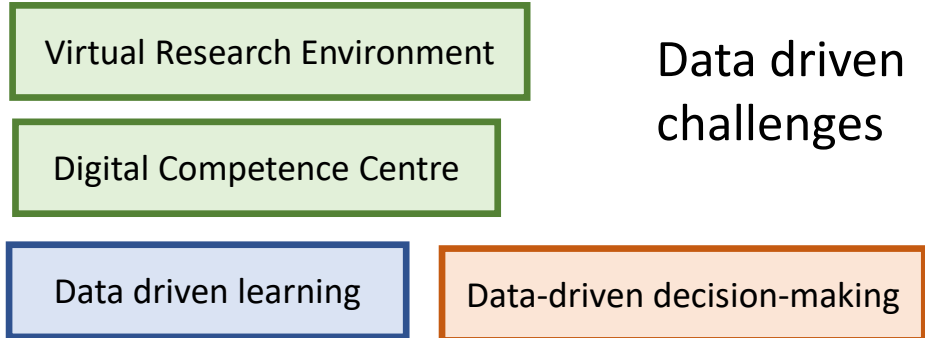 Virtual Research Environment
Data driven
challenges
Digital Competence Centre
Data driven learning
Data-driven decision-making